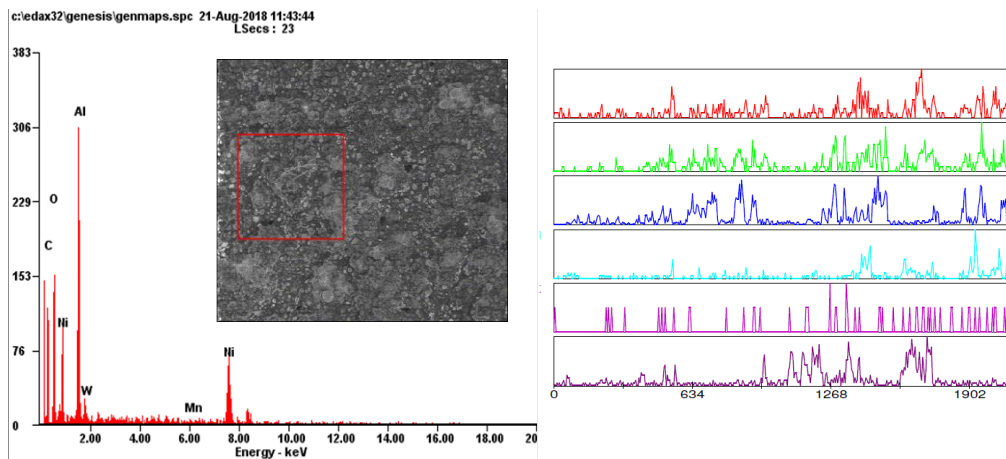 c:\edax32\genesis\genmaps.spc 21-Aug-2018 11:43:44
LSecs : 23
383
306
229
153
76
0
Al
O
C
Ni
W
Mn
Ni
2.00 4.00 6.00 8.00 10.00 12.00 14.00 16.00 18.00 20
Energy - keV
0 634 1268 1902